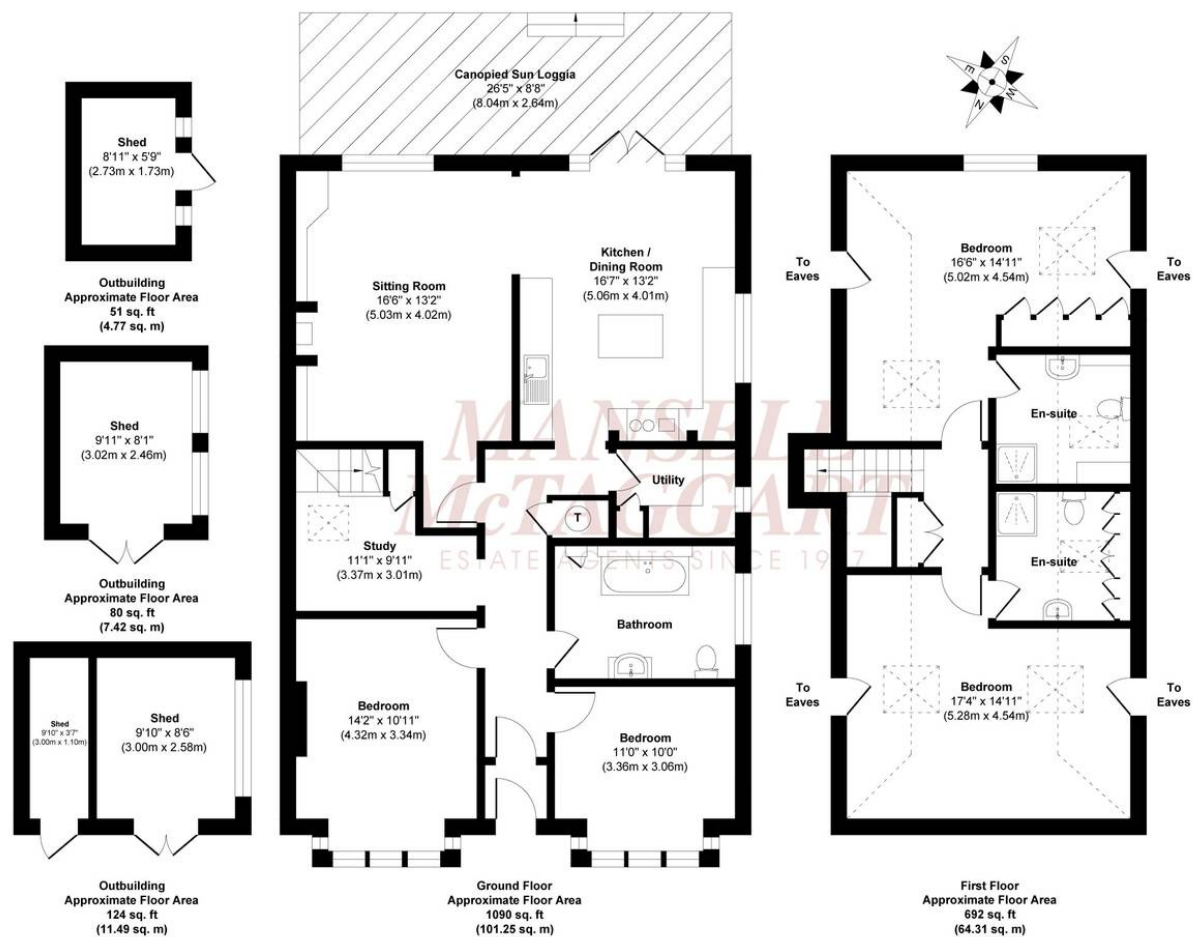 Canopied Sun Loggia
26'5" x 8'8"
(8.04m x 2.64m)
S
E
W
N
Shed
8'11" x 5'9"
(2.73m x 1.73m)
Outbuilding
Approximate Floor Area
51 sq. ft
(4.77 sq. m)
Shed
9'11" x 8'1"
(3.02m x 2.46m)
Outbuilding
Approximate Floor Area
80 sq. ft
(7.42 sq. m)
Shed
9'10" x 3'7"
(3.00m x 1.10m)
Shed
9'10" x 8'6"
(3.00m x 2.58m)
Outbuilding
Approximate Floor Area
124 sq. ft
(11.49 sq. m)
Sitting Room
16'6" x 13'2"
(5.03m x 4.02m)
Kitchen /
Dining Room
16'7" x 13'2"
(5.06m x 4.01m)
MANSELL
McTAGGART
ESTATE AGENTS SINCE 1947
Utility
T
Study
11'1" x 9'11"
(3.37m x 3.01m)
Bathroom
Bedroom
14'2" x 10'11"
(4.32m x 3.34m)
Bedroom
11'0" x 10'0"
(3.36m x 3.06m)
Ground Floor
Approximate Floor Area
1090 sq. ft
(101.25 sq. m)
To
Eaves
Bedroom
16'6" x 14'11"
(5.02m x 4.54m)
To
Eaves
En-suite
En-suite
To
Eaves
Bedroom
17'4" x 14'11"
(5.28m x 4.54m)
To
Eaves
First Floor
Approximate Floor Area
692 sq. ft
(64.31 sq. m)